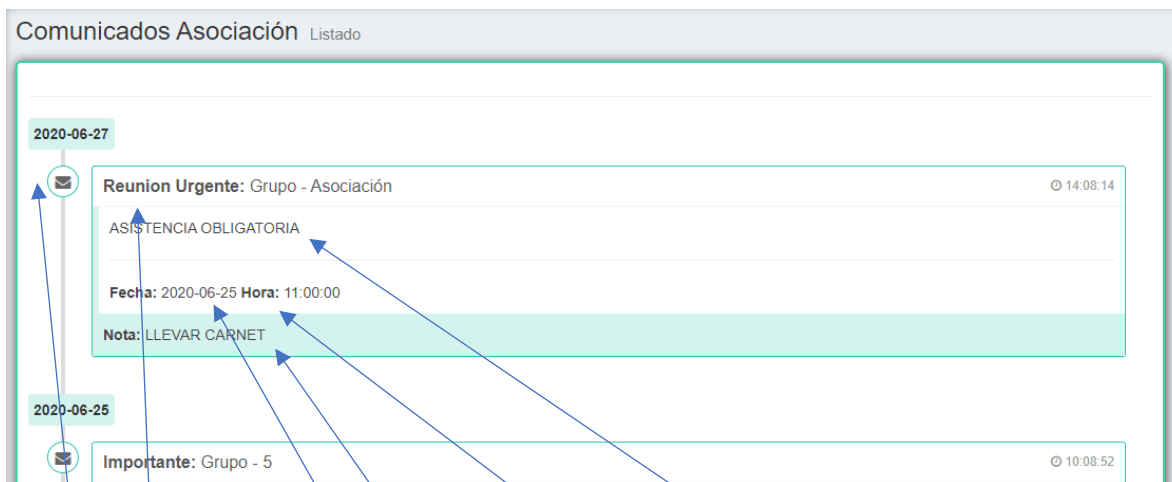 Comunicados Asociación Listado
2020-06-27
Reunion Urgente: Grupo - Asociación 14:08:14
ASISTENCIA OBLIGATORIA
Fecha: 2020-06-25 Hora: 11:00:00
Nota: LLEVAR CARNET
2020-06-25
Importante: Grupo - 5 10:08:52